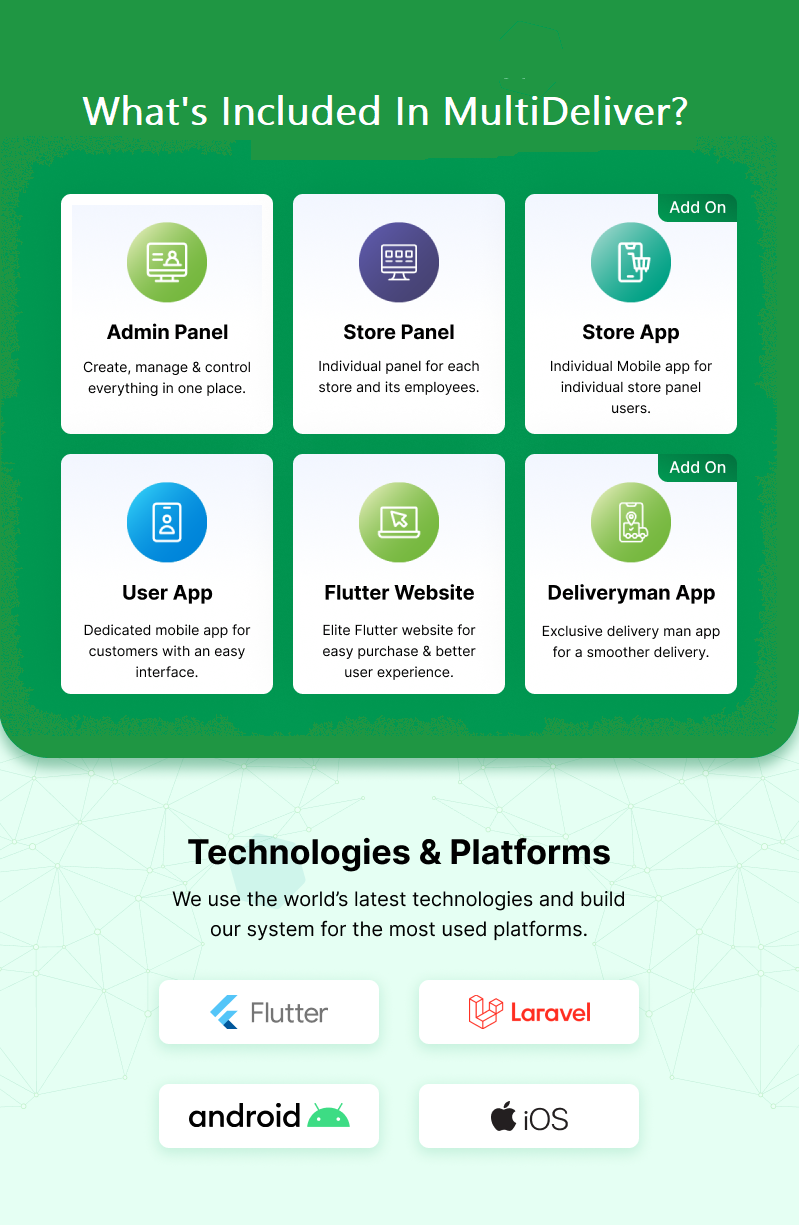 What's Included In MultiDeliver?
Admin Panel
Create, manage & control
everything in one place.
Store Panel
Individual panel for each
store and its employees.
Add On
Store App
Individual Mobile app for
individual store panel
users.
User App
Dedicated mobile app for
customers with an easy
interface.
Flutter Website
Elite Flutter website for
easy purchase & better
user experience.
Add On
Deliveryman App
Exclusive delivery man app
for a smoother delivery.
Technologies & Platforms
We use the world’s latest technologies and build
our system for the most used platforms.
Flutter
Laravel
android
iOS